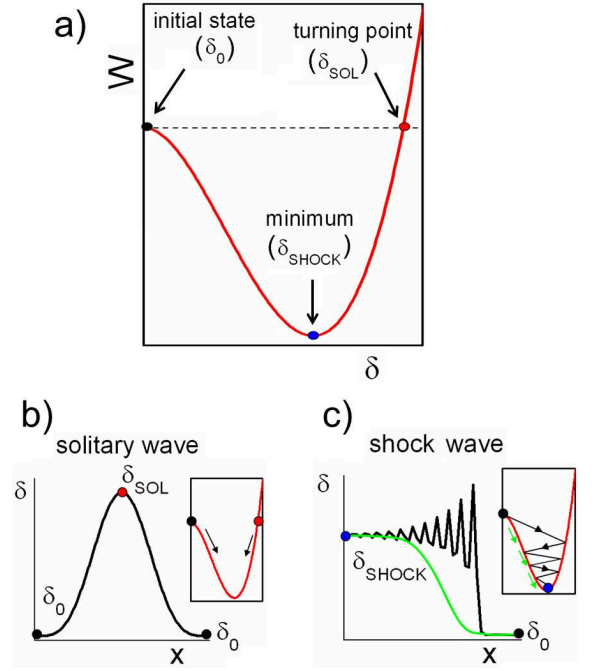 a)
initial state
(δ₀)
turning point
(δSOL)
W
minimum
(δSHOCK)
δ
b)
solitary wave
δ
δSOL
δ₀
δ₀
x
c)
shock wave
δ
δSHOCK
δ₀
x